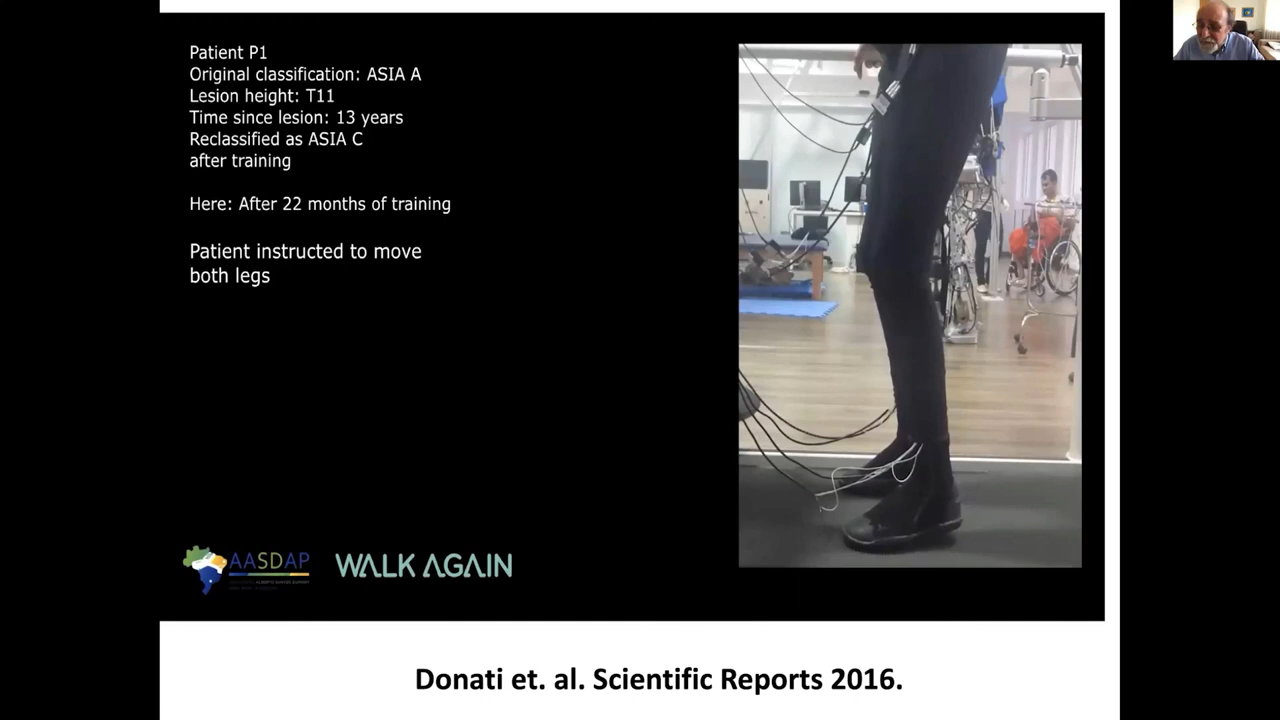 Patient P1
Original classification: ASIA A
Lesion height: T11
Time since lesion: 13 years
Reclassified as ASIA C
after training
Here: After 22 months of training
Patient instructed to move
both legs
AASDAP
WALK AGAIN
Donati et. al. Scientific Reports 2016.